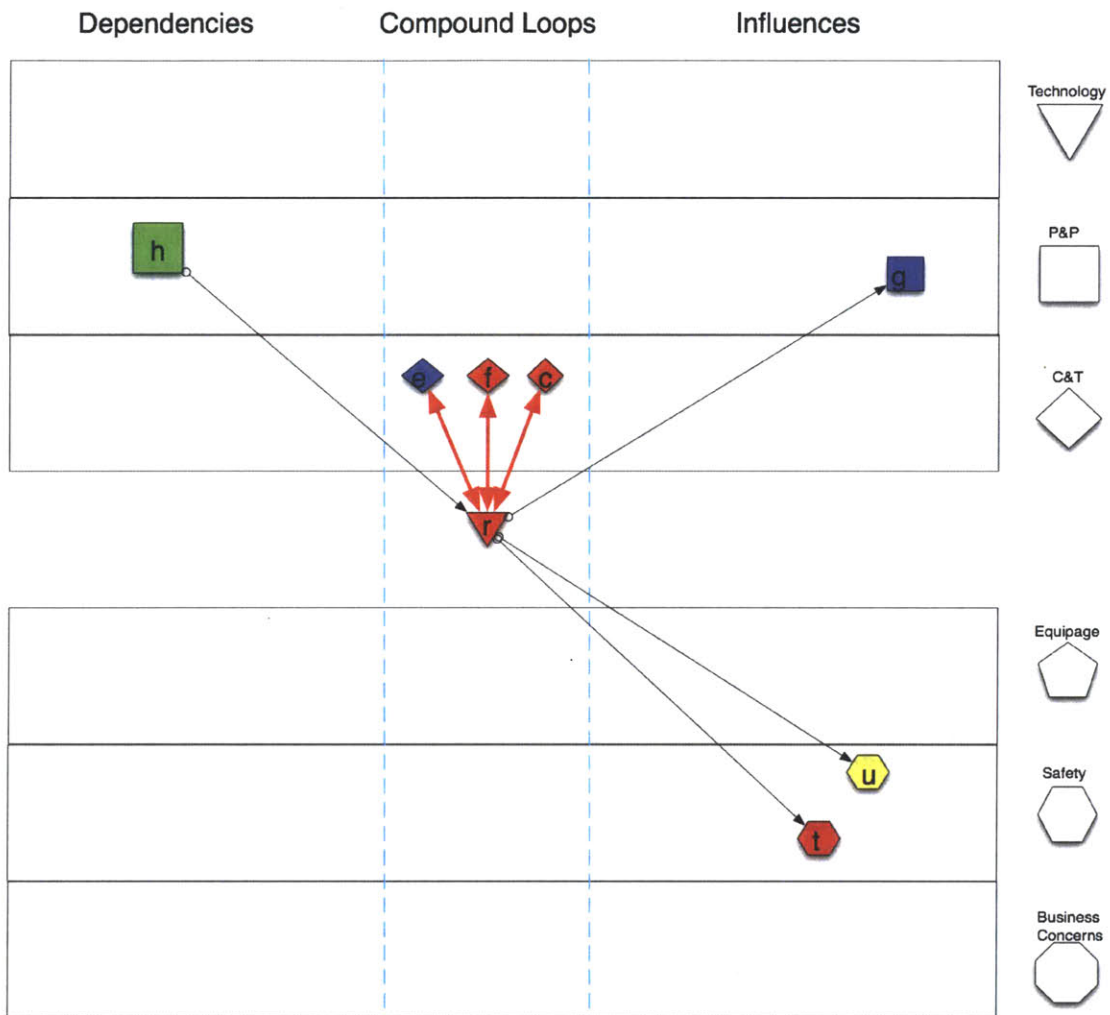 Dependencies Compound Loops Influences
Technology
P&P
h
g
C&T
e f c
r
Equipage
Safety
u
t
Business
Concerns